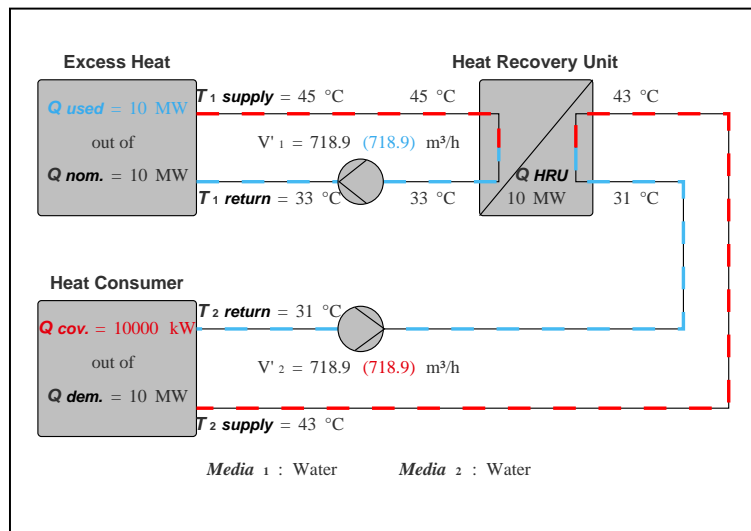 Excess Heat
Heat Recovery Unit
Q used = 10 MW
out of
Q nom. = 10 MW
T 1 supply = 45 °C
45 °C
43 °C
V' 1 = 718.9 (718.9) m³/h
Q HRU
10 MW
T 1 return = 33 °C
33 °C
31 °C
Heat Consumer
Q cov. = 10000 kW
out of
Q dem. = 10 MW
T 2 return = 31 °C
V' 2 = 718.9 (718.9) m³/h
T 2 supply = 43 °C
Media 1 : Water
Media 2 : Water